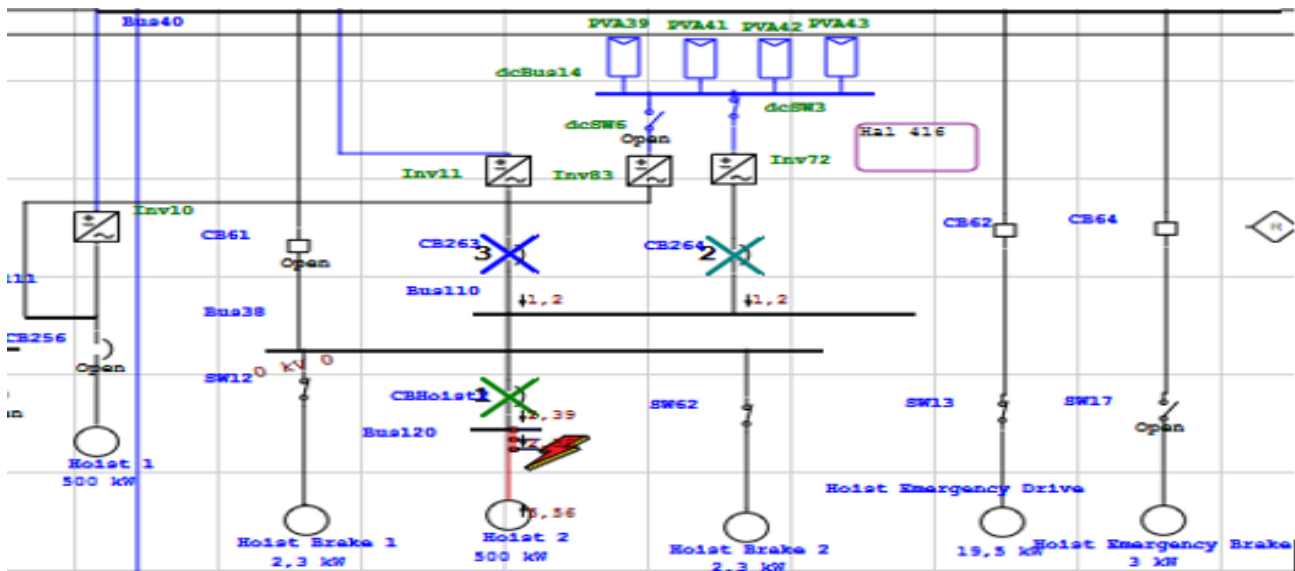 Bus40
PVA39 PVA41 PVA42 PVA43
dcBus14
dcSW3
dcSW6
Open
Hal 416
Inv11 Inv83 Inv72
Inv10
CB61 CB263 3 CB264 2 CB62 CB64 R
Open
Bus110
1,2 1,2
Bus38
CB256
Open
0 kV 0
SW12 CBHoist2 1 SW62 SW13 SW17
2,39
Open
Bus120
Hoist 1
500 kW
Hoist Emergency Drive
5,56
Hoist Brake 1 Hoist 2 Hoist Brake 2 Hoist Emergency Brake
2,3 kW 500 kW 2,3 kW 19,5 kW 3 kW